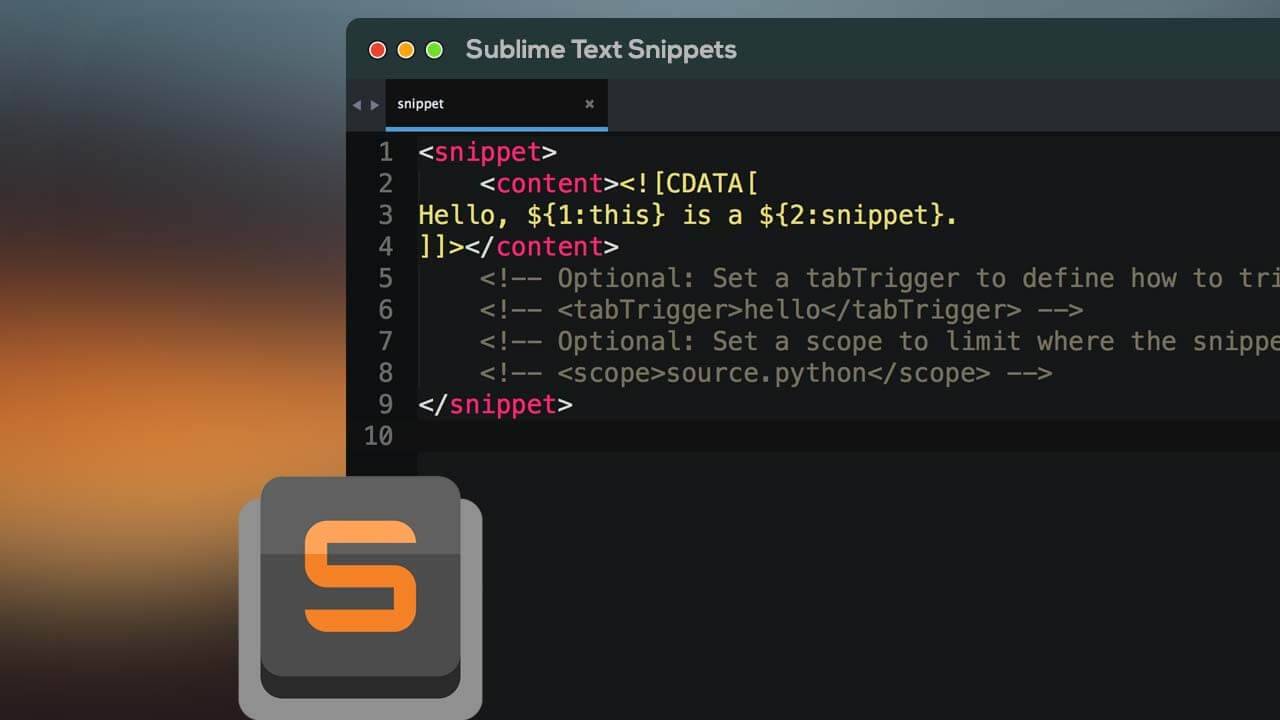 Sublime Text Snippets
snippet
1 <snippet>
2 <content><![CDATA[
3 Hello, ${1:this} is a ${2:snippet}.
4 ]]></content>
5 <!-- Optional: Set a tabTrigger to define how to tri
6 <!-- <tabTrigger>hello</tabTrigger> -->
7 <!-- Optional: Set a scope to limit where the snippe
8 <!-- <scope>source.python</scope> -->
9 </snippet>
10
S